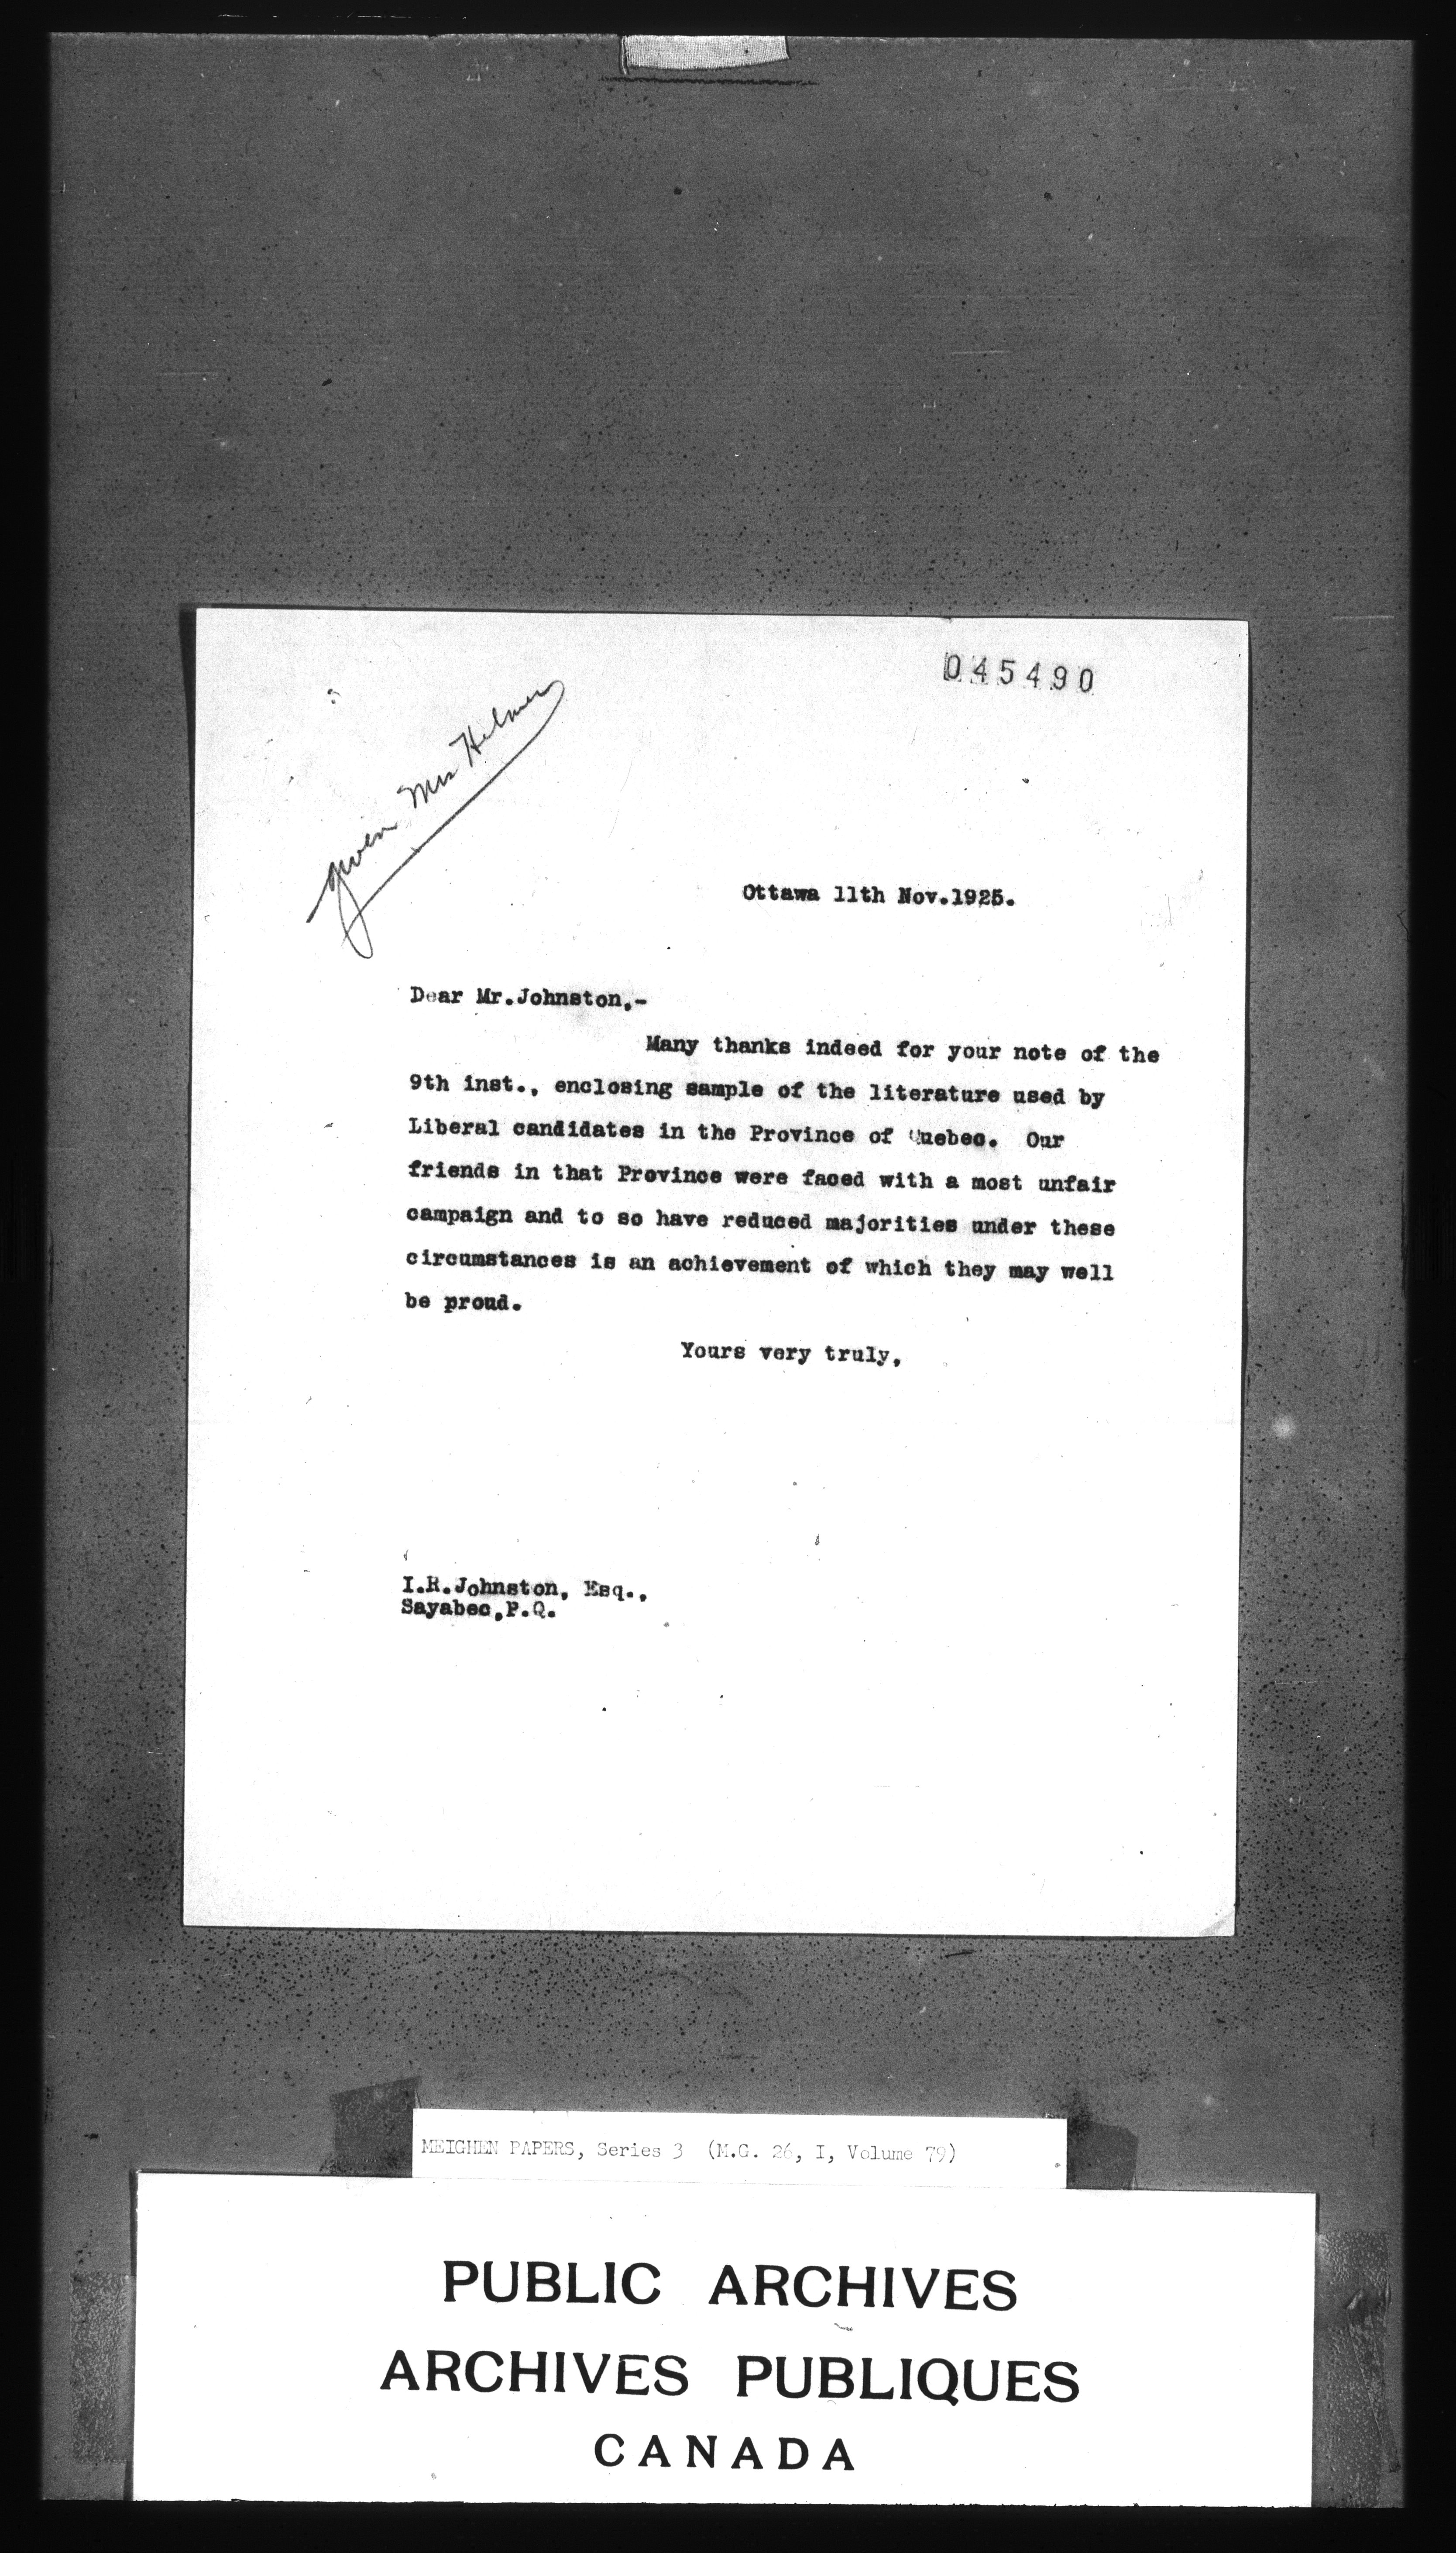 045490
given Mrs Hilmer
Ottawa 11th Nov.1925.
Dear Mr.Johnston,-
Many thanks indeed for your note of the
9th inst., enclosing sample of the literature used by
Liberal candidates in the Province of Quebec. Our
friends in that Province were faced with a most unfair
campaign and to so have reduced majorities under these
circumstances is an achievement of which they may well
be proud.
Yours very truly,
I.R.Johnston, Esq.,
Sayabec,P.Q.
MEIGHEN PAPERS, Series 3 (M.G. 26, I, Volume 79)
PUBLIC ARCHIVES
ARCHIVES PUBLIQUES
CANADA